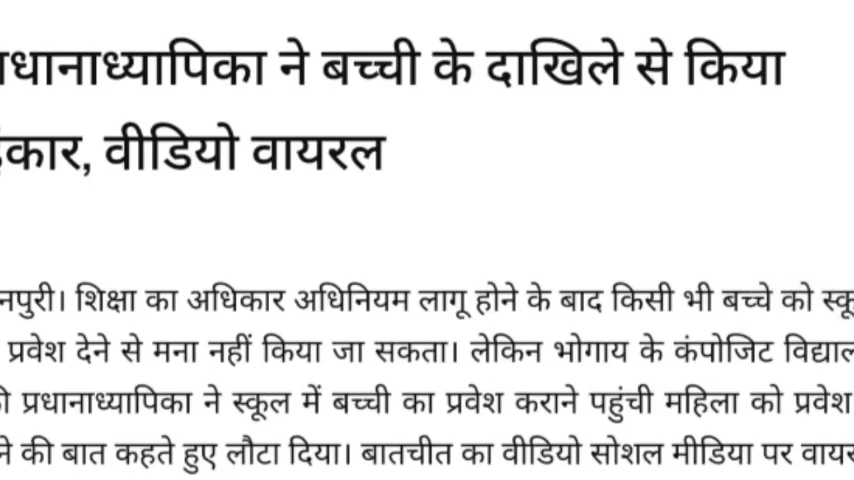 प्रधानाध्यापिका ने बच्ची के दाखिले से किया
कार, वीडियो वायरल
नपुरी। शिक्षा का अधिकार अधिनियम लागू होने के बाद किसी भी बच्चे को
प्रवेश देने से मना नहीं किया जा सकता। लेकिन भोगाय के कंपोजिट
प्रधानाध्यापिका ने स्कूल में बच्ची का प्रवेश कराने पहुंची महिला को प्रवेश
की बात कहते हुए लौटा दिया। बातचीत का वीडियो सोशल मीडिया पर